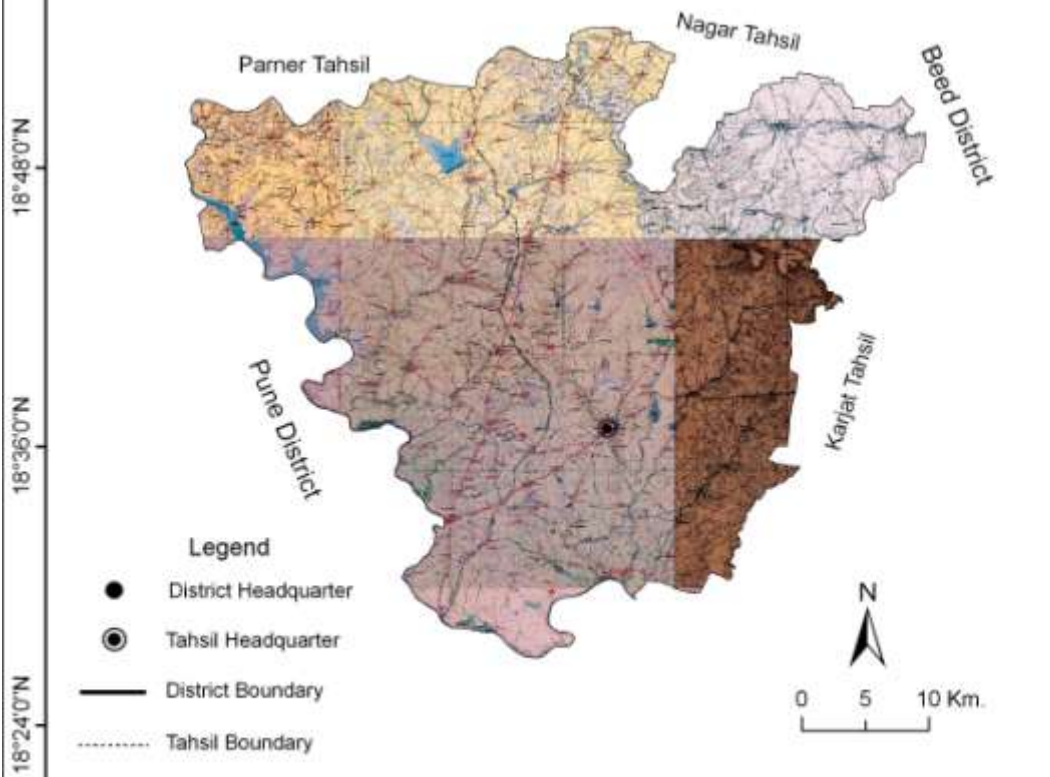 Nagar Tahsil
Parner Tahsil
Beed District
18°48'0"N
Karjat Tahsil
Pune District
18°36'0"N
Legend
District Headquarter
Tahsil Headquarter
District Boundary
Tahsil Boundary
N
0 5 10 Km.
18°24'0"N